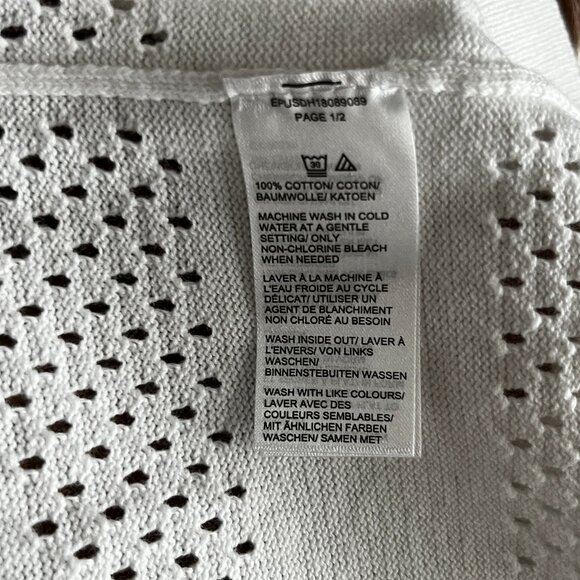 EPUSDH18089089
PAGE 1/2
30
100% COTTON/ COTON/
BAUMWOLLE/ KATOEN
MACHINE WASH IN COLD
WATER AT A GENTLE
SETTING/ ONLY
NON-CHLORINE BLEACH
WHEN NEEDED
LAVER À LA MACHINE À
L'EAU FROIDE AU CYCLE
DÉLICAT/ UTILISER UN
AGENT DE BLANCHIMENT
NON CHLORÉ AU BESOIN
WASH INSIDE OUT/ LAVER À
L'ENVERS/ VON LINKS
WASCHEN/
BINNENSTEBUITEN WASSEN
WASH WITH LIKE COLOURS/
LAVER AVEC DES
COULEURS SEMBLABLES/
MIT ÄHNLICHEN FARBEN
WASCHEN/ SAMEN MET